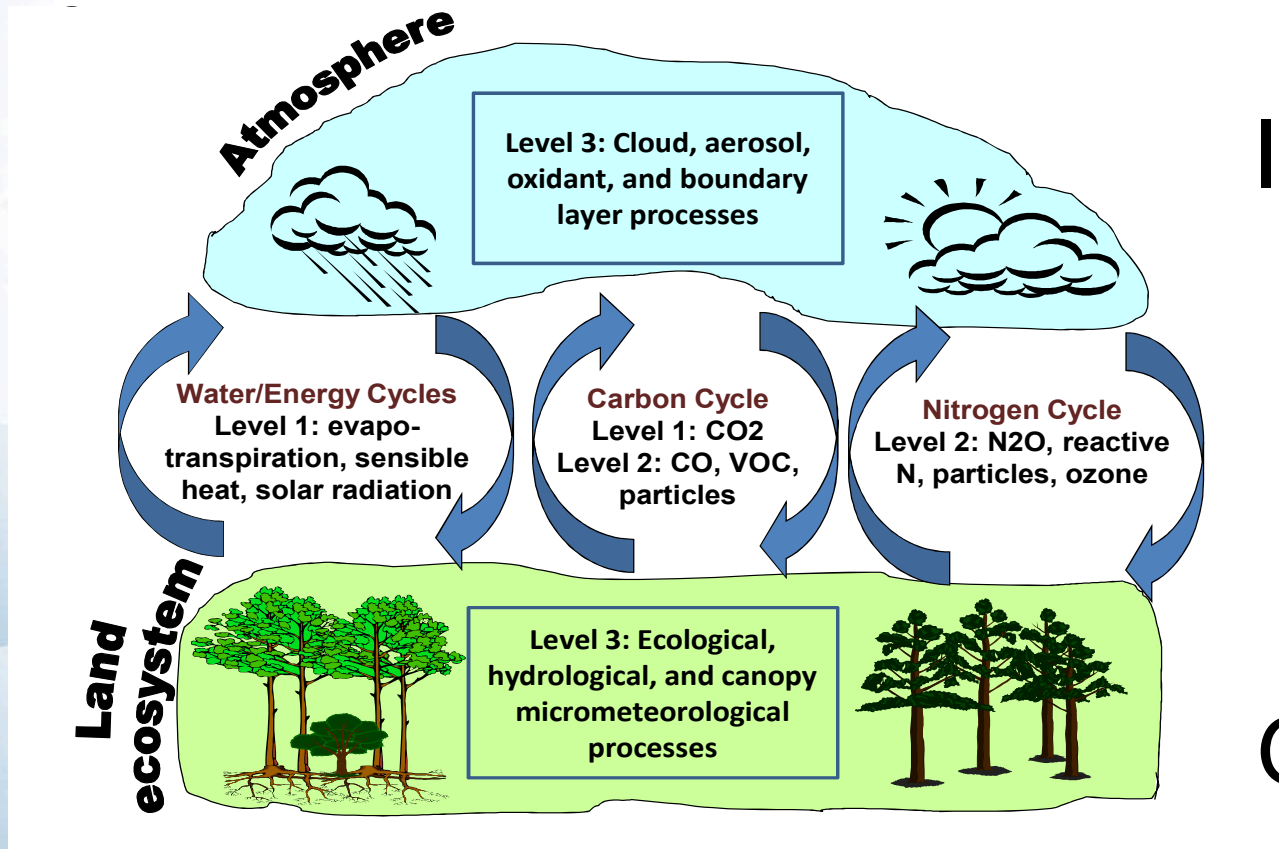 Atmosphere
Level 3: Cloud, aerosol,
oxidant, and boundary
layer processes
Water/Energy Cycles
Level 1: evapo-
transpiration, sensible
heat, solar radiation
Carbon Cycle
Level 1: CO2
Level 2: CO, VOC,
particles
Nitrogen Cycle
Level 2: N2O, reactive
N, particles, ozone
Land
ecosystem
Level 3: Ecological,
hydrological, and canopy
micrometeorological
processes